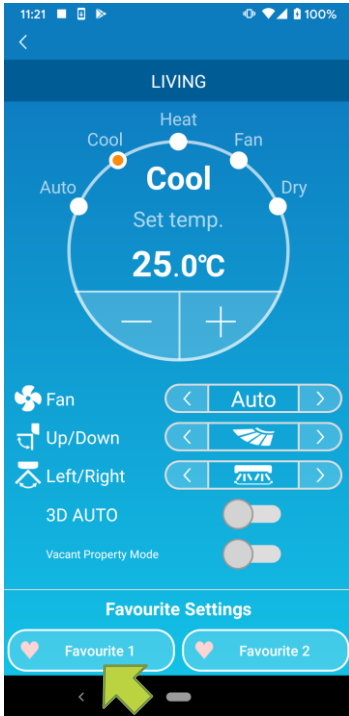 11:21 100%
LIVING
Heat
Cool Fan
Auto Cool Dry
Set temp.
25.0°C
Fan Auto
Up/Down
Left/Right
3D AUTO
Vacant Property Mode
Favourite Settings
Favourite 1 Favourite 2